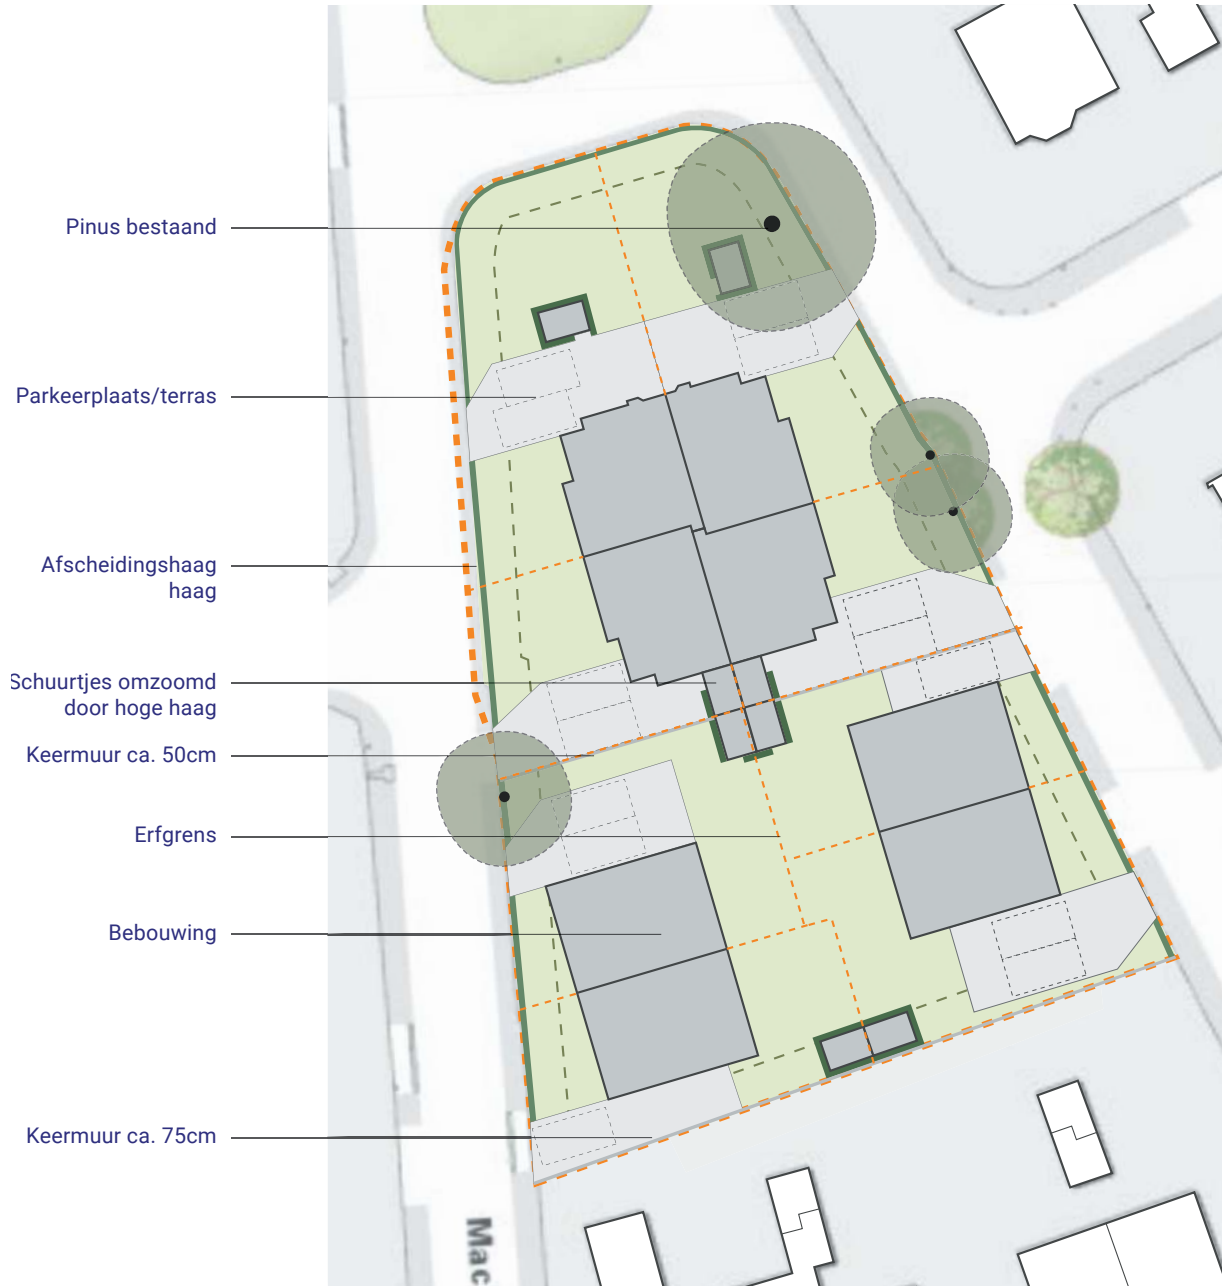 Pinus bestaand
Parkeerplaats/terras
Afscheidingshaag
haag
Schuurtjes omzoomd
door hoge haag
Keermuur ca. 50cm
Erfgrens
Bebouwing
Keermuur ca. 75cm
Mac